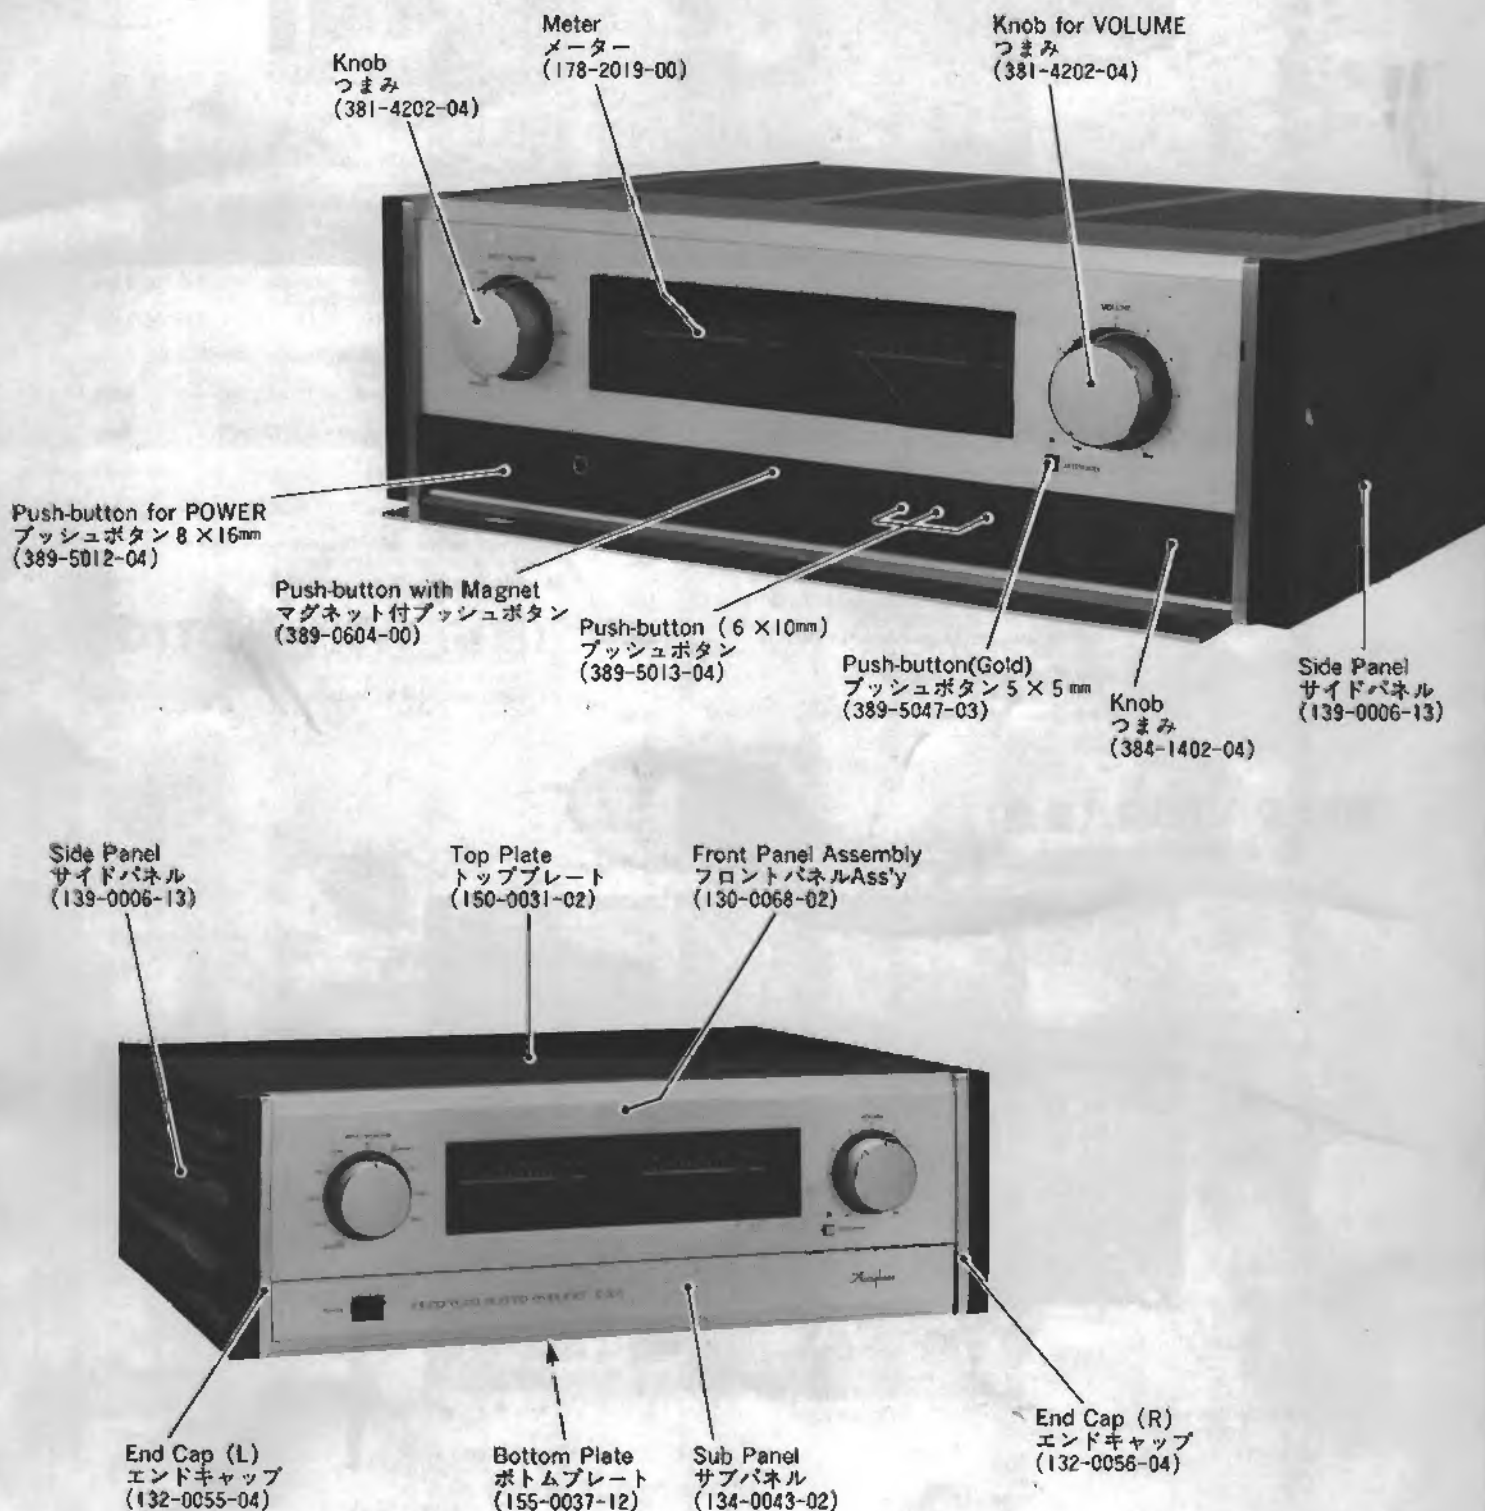 Meter
メーター
(178-2019-00)
Knob for VOLUME
つまみ
(381-4202-04)
Knob
つまみ
(381-4202-04)
VOLUME
Push-button for POWER
プッシュボタン 8 ×16mm
(389-5012-04)
Push-button with Magnet
マグネット付プッシュボタン
(389-0604-00)
Push-button (6 ×10mm)
プッシュボタン
(389-5013-04)
Push-button(Gold)
プッシュボタン 5 × 5 mm
(389-5047-03)
Knob
つまみ
(384-1402-04)
Side Panel
サイドパネル
(139-0006-13)
Side Panel
サイドパネル
(139-0006-13)
Top Plate
トッププレート
(150-0031-02)
Front Panel Assembly
フロントパネルAss'y
(130-0068-02)
Accuphase
End Cap (L)
エンドキャップ
(132-0055-04)
Bottom Plate
ボトムプレート
(155-0037-12)
Sub Panel
サブパネル
(134-0043-02)
End Cap (R)
エンドキャップ
(132-0056-04)